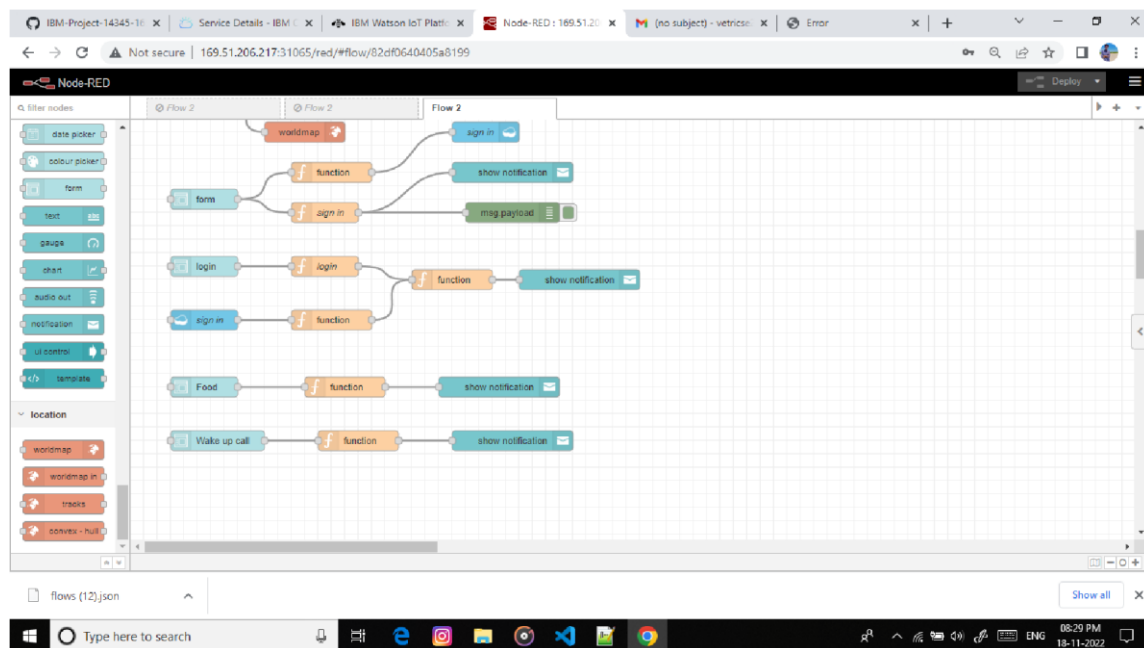 IBM-Project-14345-16
Service Details - IBM C
IBM Watson IoT Platfo
Node-RED : 169.51.20
(no subject) - vetricse
Error
Not secure | 169.51.206.217:31065/red/#flow/82df0640405a8199
Node-RED
Deploy
filter nodes
Flow 2
Flow 2
Flow 2
date picker
colour picker
form
text
abc
gauge
chart
audio out
notification
ui control
template
location
worldmap
worldmap in
tracks
convex - hull
worldmap
sign in
function
show notification
form
sign in
msg.payload
login
login
function
show notification
sign in
function
Food
function
show notification
Wake up call
function
show notification
flows (12).json
Show all
Type here to search
ENG
08:29 PM
18-11-2022